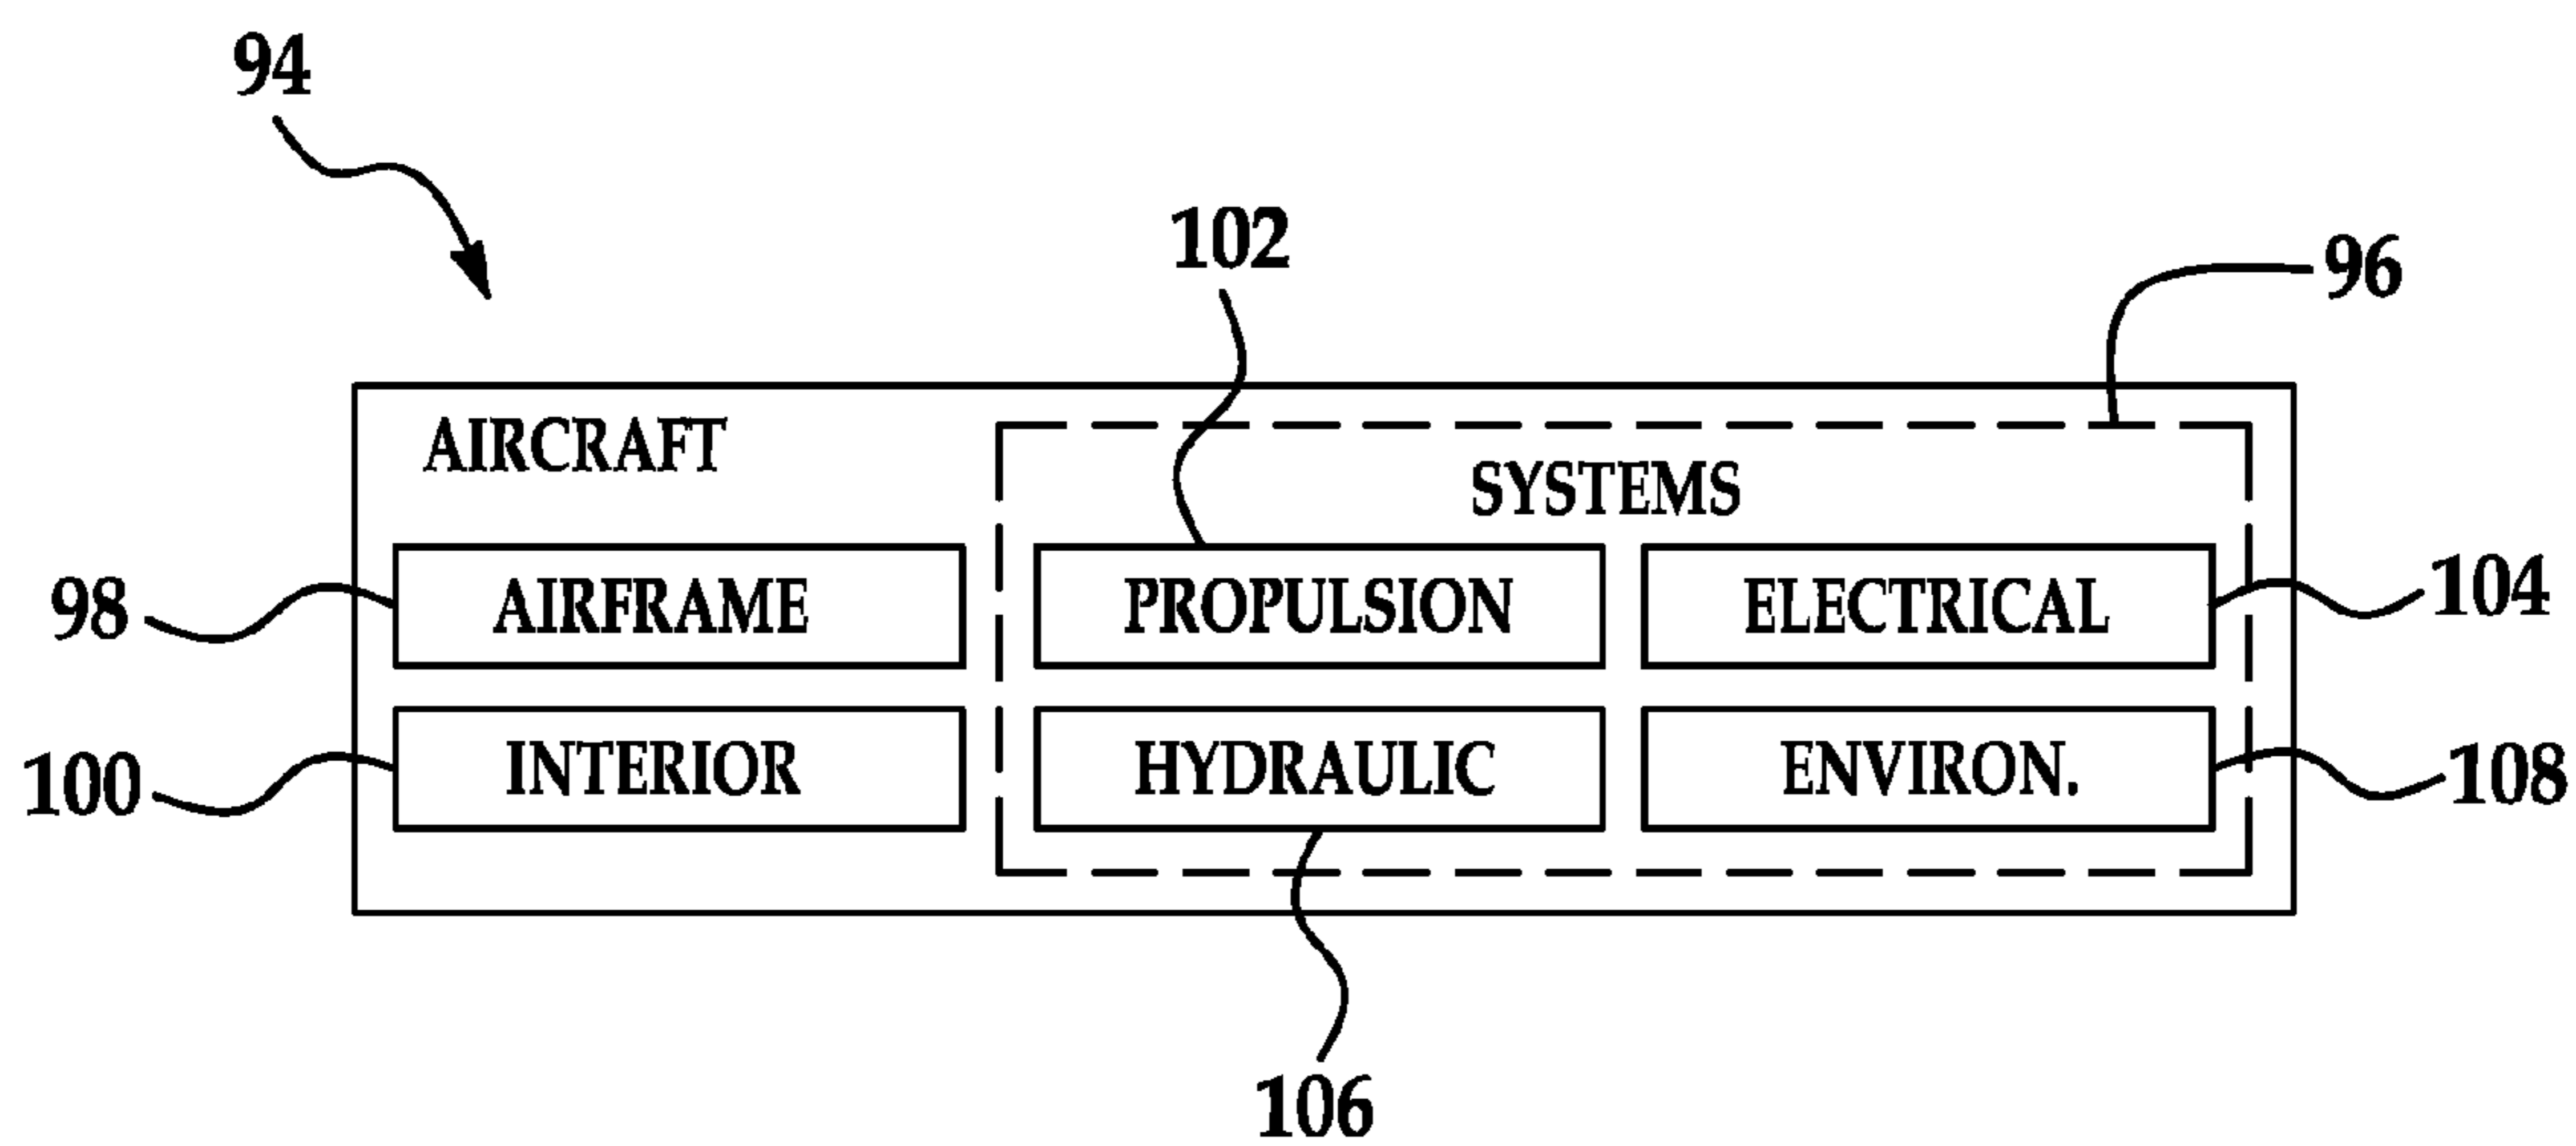 94
102
96
AIRCRAFT
SYSTEMS
98
AIRFRAME
PROPULSION
ELECTRICAL
104
100
INTERIOR
HYDRAULIC
ENVIRON.
108
106